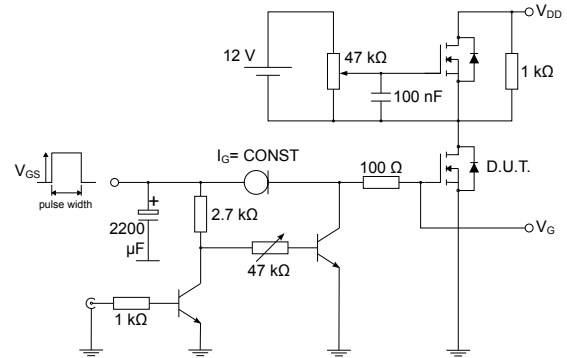 V_DD
12 V
47 kΩ
1 kΩ
100 nF
I_G= CONST
V_GS
pulse width
100 Ω
D.U.T.
+
2200
μF
2.7 kΩ
47 kΩ
V_G
1 kΩ